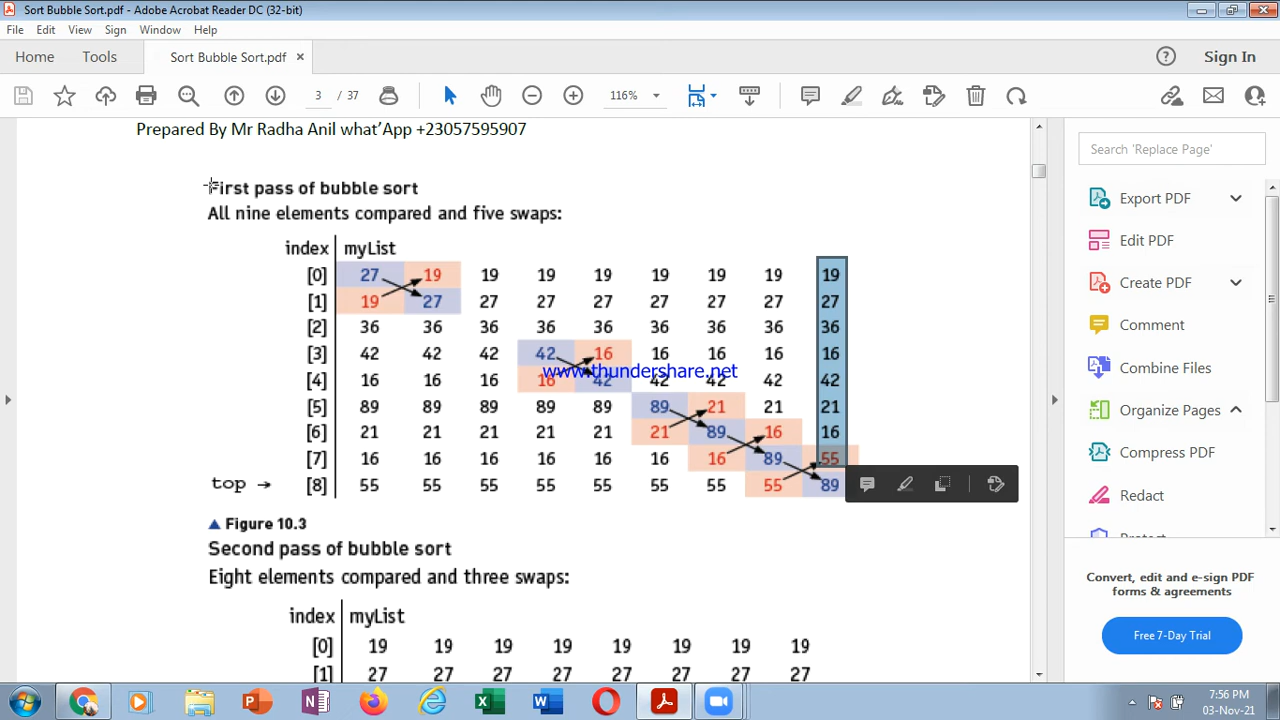 Sort Bubble Sort.pdf - Adobe Acrobat Reader DC (32-bit)
File Edit View Sign Window Help
Home Tools Sort Bubble Sort.pdf × Sign In
3 / 37 116%
Prepared By Mr Radha Anil what'App +23057595907
First pass of bubble sort
All nine elements compared and five swaps:
index myList
[0] 27 19 19 19 19 19 19 19 19
[1] 19 27 27 27 27 27 27 27 27
[2] 36 36 36 36 36 36 36 36 36
[3] 42 42 42 42 16 16 16 16 16
www.thundershare.net
[4] 16 16 16 16 42 42 42 42 42
[5] 89 89 89 89 89 89 21 21 21
[6] 21 21 21 21 21 21 89 16 16
[7] 16 16 16 16 16 16 16 89 55
top → [8] 55 55 55 55 55 55 55 55 89
▲ Figure 10.3
Second pass of bubble sort
Eight elements compared and three swaps:
index myList
[0] 19 19 19 19 19 19 19 19
[1] 27 27 27 27 27 27 27 27
Search 'Replace Page'
Export PDF
Edit PDF
Create PDF
Comment
Combine Files
Organize Pages
Compress PDF
Redact
Protect
Convert, edit and e-sign PDF
forms & agreements
Free 7-Day Trial
7:56 PM
03-Nov-21